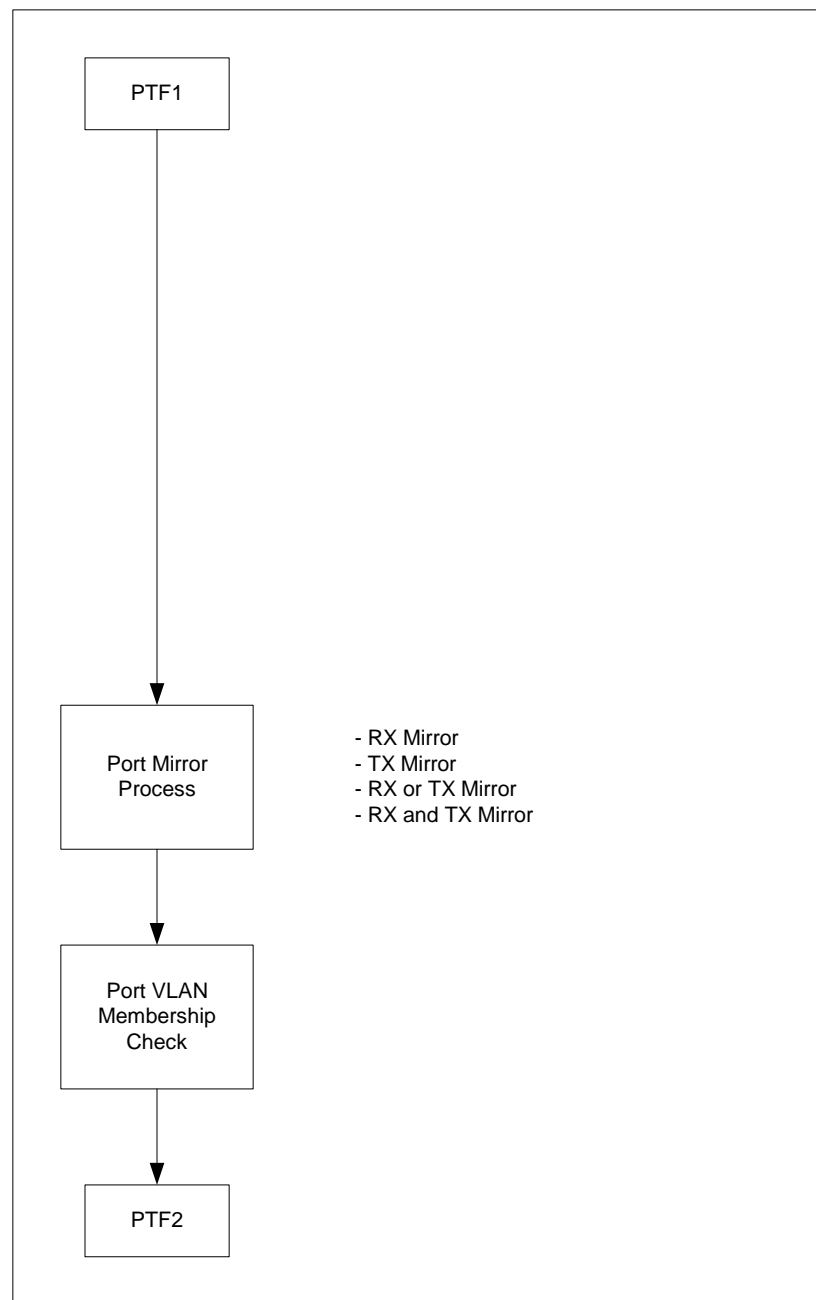 PTF1
Port Mirror
Process
- RX Mirror
- TX Mirror
- RX or TX Mirror
- RX and TX Mirror
Port VLAN
Membership
Check
PTF2